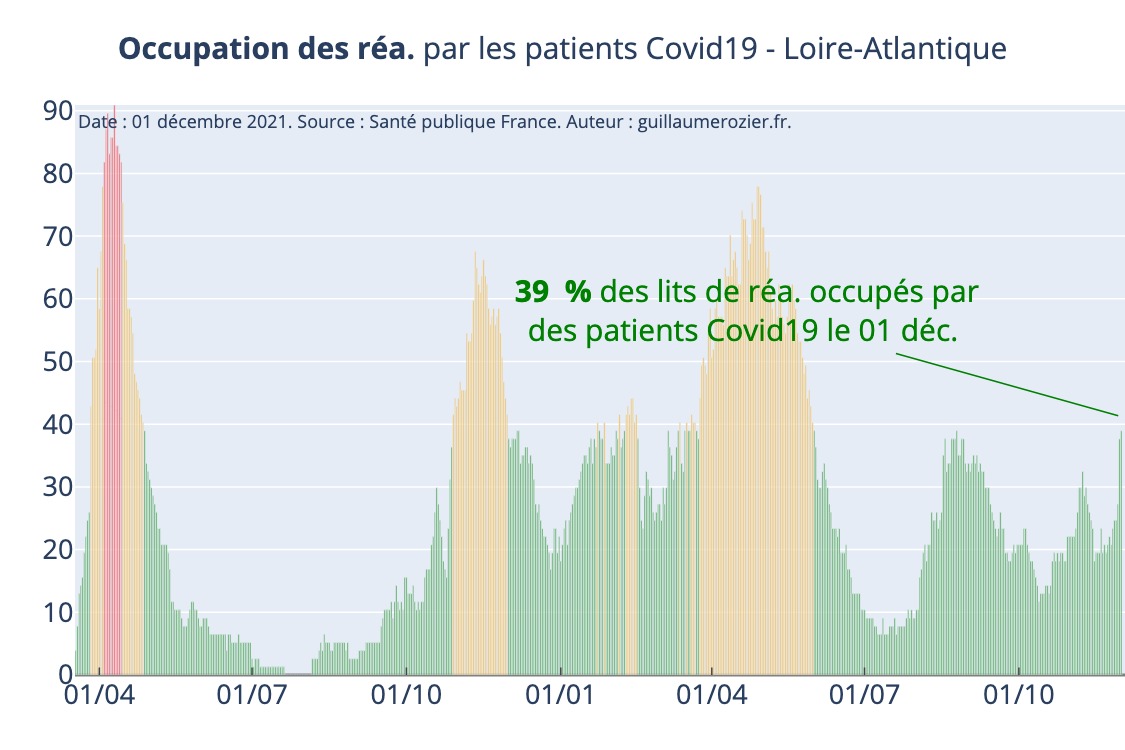 Occupation des réa. par les patients Covid19 - Loire-Atlantique
90
Date : 01 décembre 2021. Source : Santé publique France. Auteur : guillaumerozier.fr.
80
70
39 % des lits de réa. occupés par
60
des patients Covid19 le 01 déc.
50
40
30
20
10
0
01/04 01/07 01/10 01/01 01/04 01/07 01/10